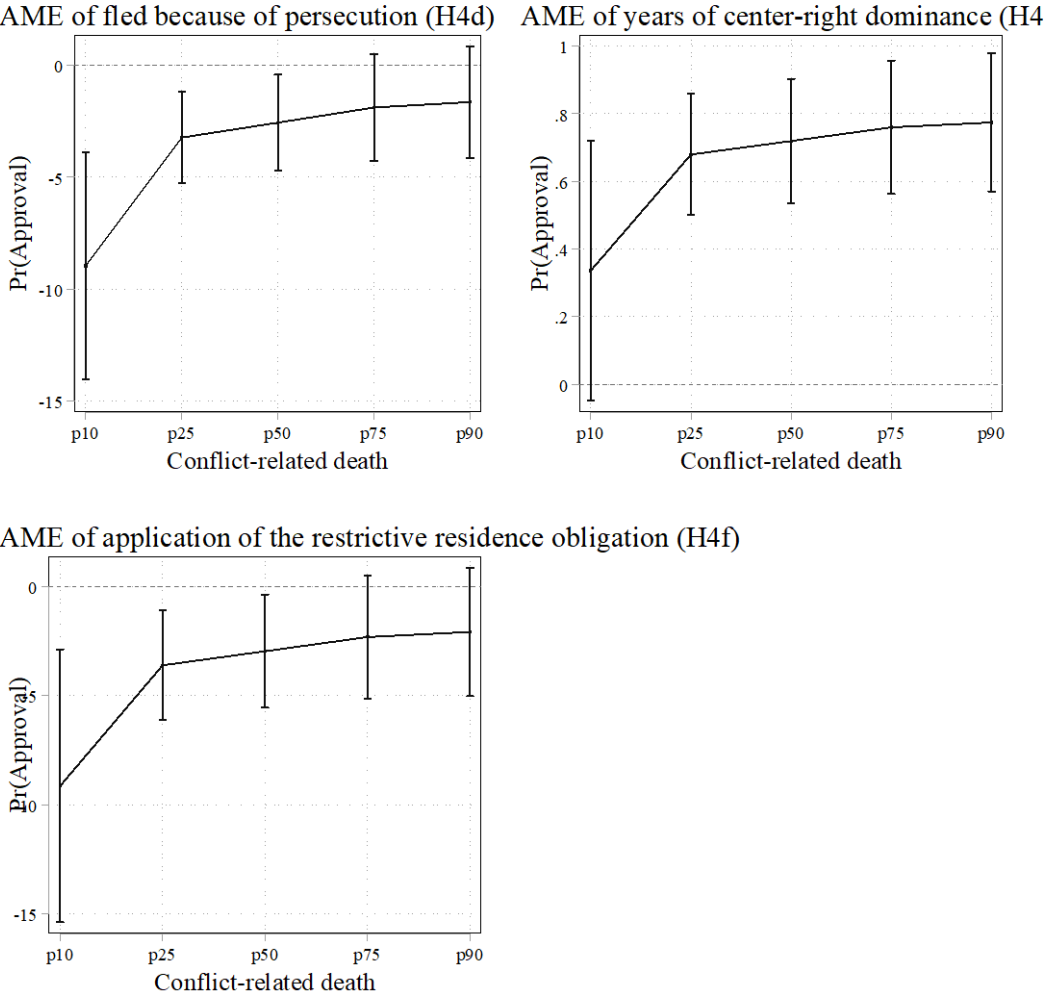 AME of fled because of persecution (H4d)
Pr(Approval)
0
-5
-10
-15
p10 p25 p50 p75 p90
Conflict-related death
AME of years of center-right dominance (H4
Pr(Approval)
1
.8
.6
.4
.2
0
p10 p25 p50 p75 p90
Conflict-related death
AME of application of the restrictive residence obligation (H4f)
Pr(Approval)
0
-5
-10
-15
p10 p25 p50 p75 p90
Conflict-related death